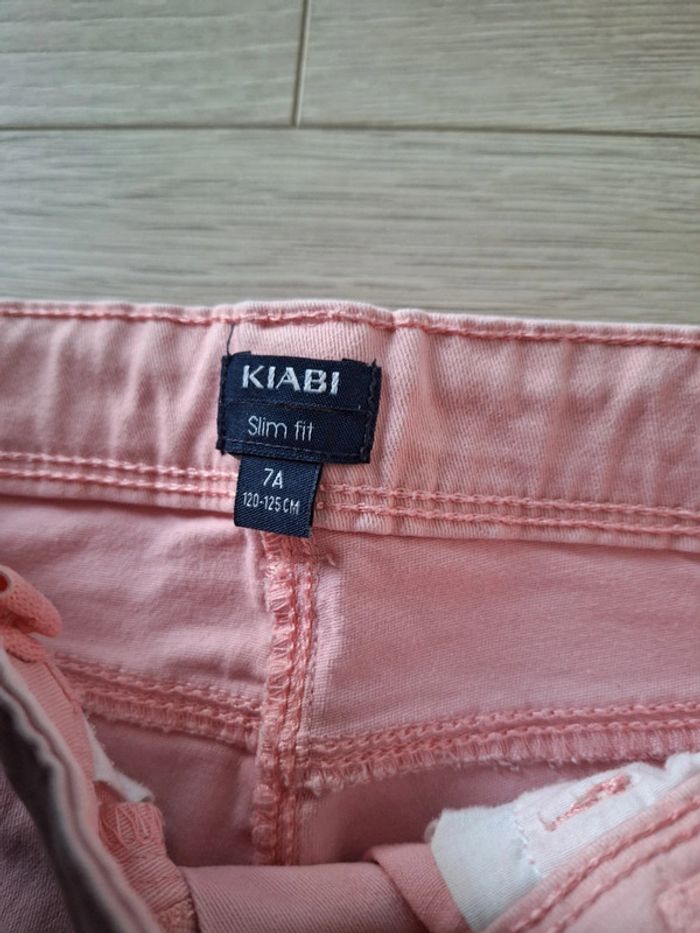 KIABI
Slim fit
7A
120-125 CM